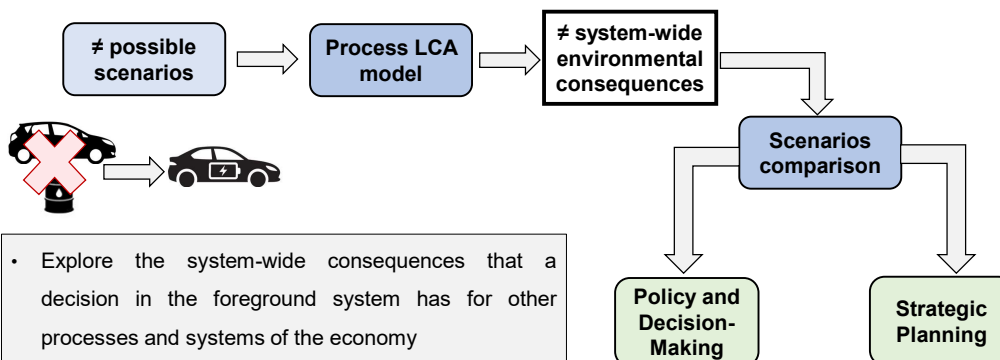 ≠ possible
scenarios
Process LCA
model
≠ system-wide
environmental
consequences
Scenarios
comparison
• Explore the system-wide consequences that a
decision in the foreground system has for other
processes and systems of the economy
Policy and
Decision-
Making
Strategic
Planning